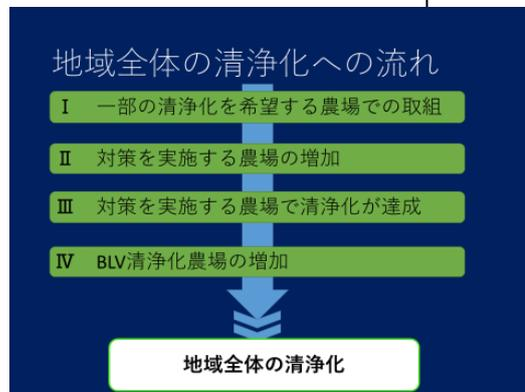 地域全体の清浄化への流れ
Ⅰ 一部の清浄化を希望する農場での取組
Ⅱ 対策を実施する農場の増加
Ⅲ 対策を実施する農場で清浄化が達成
Ⅳ BLV清浄化農場の増加
地域全体の清浄化